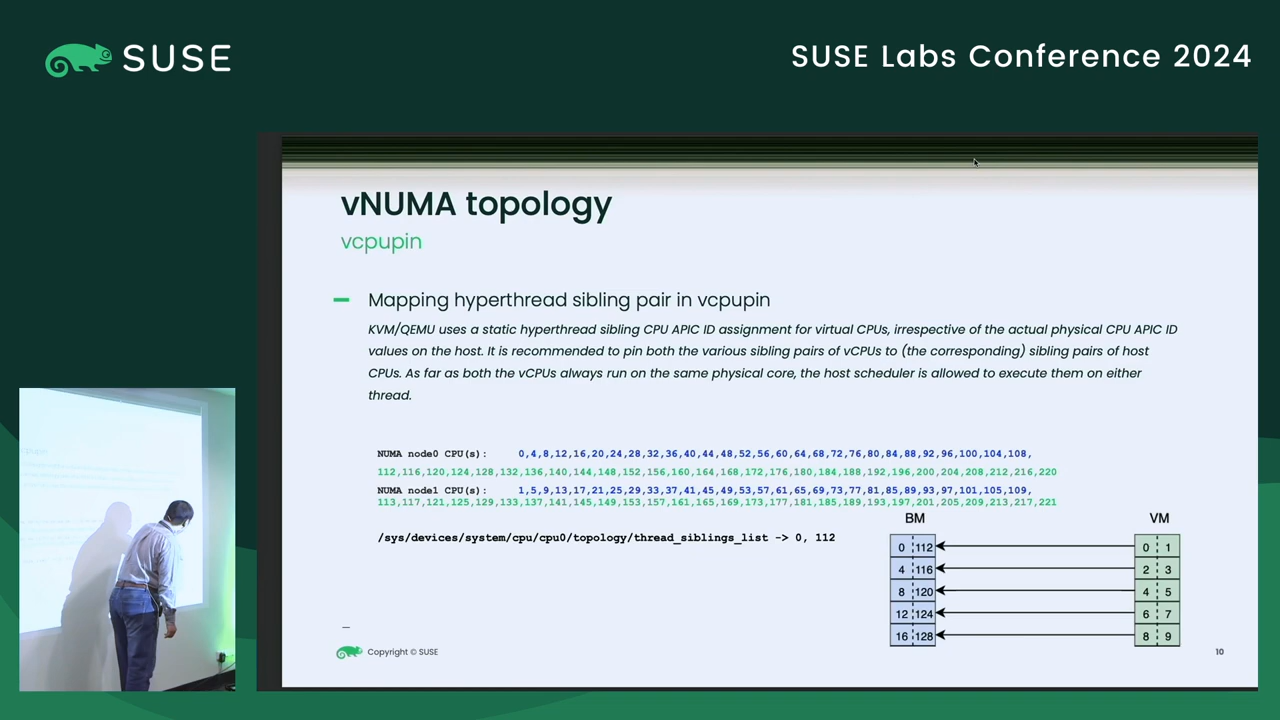 SUSE
SUSE Labs Conference 2024
vNUMA topology
vcpupin
Mapping hyperthread sibling pair in vcpupin
KVM/QEMU uses a static hyperthread sibling CPU APIC ID assignment for virtual CPUs, irrespective of the actual physical CPU APIC ID
values on the host. It is recommended to pin both the various sibling pairs of vCPUs to (the corresponding) sibling pairs of host
CPUs. As far as both the vCPUs always run on the same physical core, the host scheduler is allowed to execute them on either
thread.
NUMA node0 CPU(s): 0,4,8,12,16,20,24,28,32,36,40,44,48,52,56,60,64,68,72,76,80,84,88,92,96,100,104,108,
112,116,120,124,128,132,136,140,144,148,152,156,160,164,168,172,176,180,184,188,192,196,200,204,208,212,216,220
NUMA node1 CPU(s): 1,5,9,13,17,21,25,29,33,37,41,45,49,53,57,61,65,69,73,77,81,85,89,93,97,101,105,109,
113,117,121,125,129,133,137,141,145,149,153,157,161,165,169,173,177,181,185,189,193,197,201,205,209,213,217,221
BM VM
/sys/devices/system/cpu/cpu0/topology/thread_siblings_list -> 0, 112
0 112 0 1
4 116 2 3
8 120 4 5
12 124 6 7
16 128 8 9
Copyright © SUSE
10